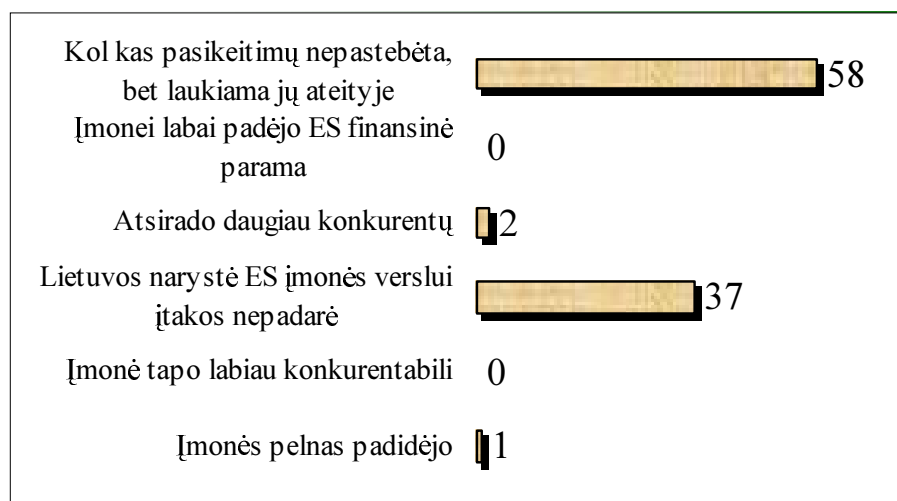 Kol kas pasikeitimų nepastebėta,
bet laukiama jų ateityje
58
Įmonei labai padėjo ES finansinė
parama
0
Atsirado daugiau konkurentų
2
Lietuvos narystė ES įmonės verslui
įtakos nepadarė
37
Įmonė tapo labiau konkurentabili
0
Įmonės pelnas padidėjo
1